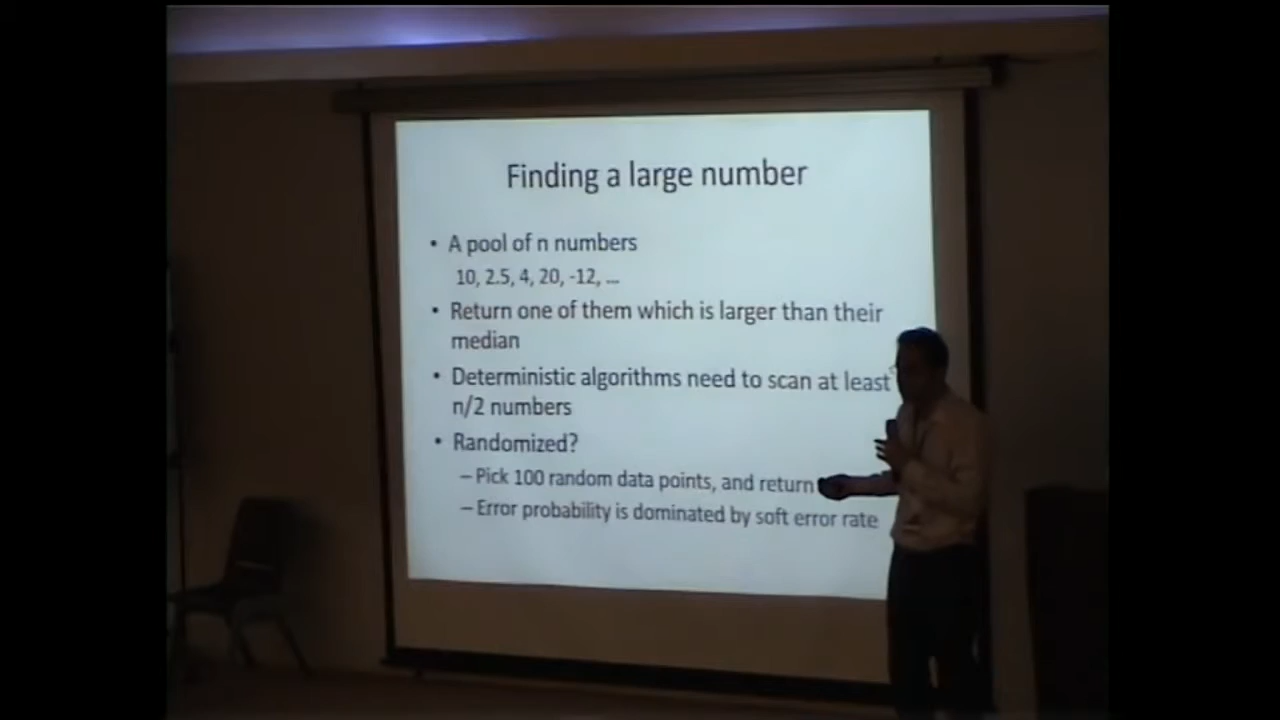 Finding a large number
• A pool of n numbers
10, 2.5, 4, 20, -12, ...
• Return one of them which is larger than their
median
• Deterministic algorithms need to scan at least
n/2 numbers
• Randomized?
– Pick 100 random data points, and return
– Error probability is dominated by soft error rate